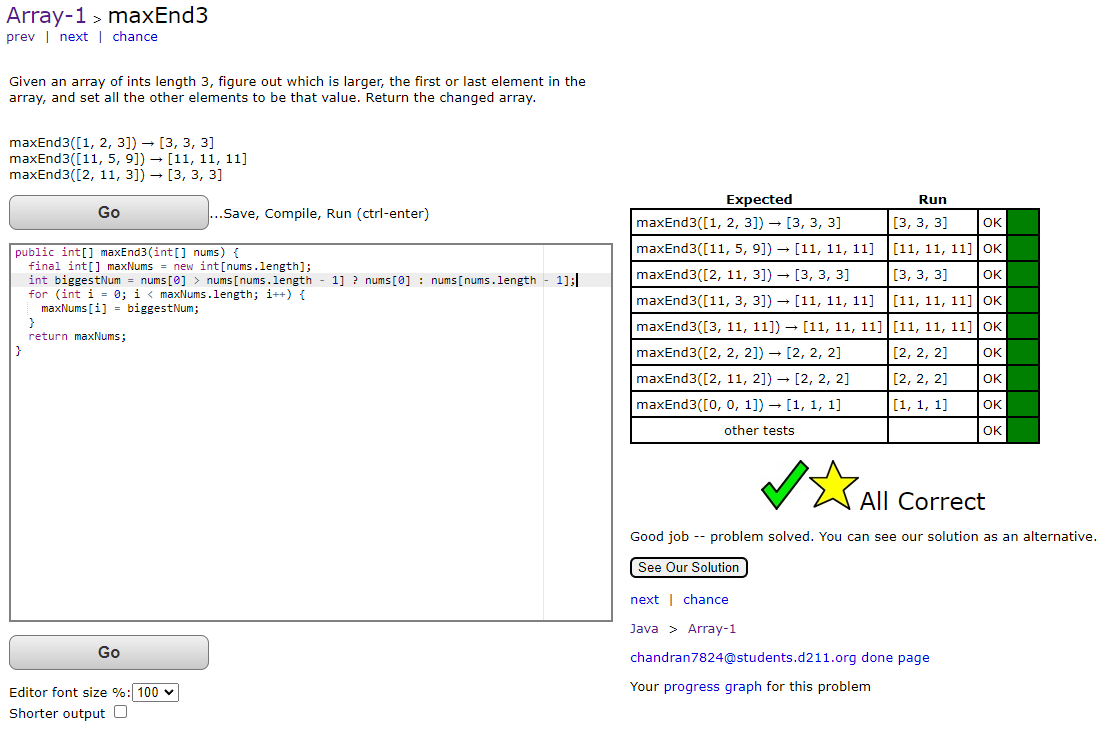 Array-1 > maxEnd3
prev | next | chance
Given an array of ints length 3, figure out which is larger, the first or last element in the
array, and set all the other elements to be that value. Return the changed array.
maxEnd3([1, 2, 3]) → [3, 3, 3]
maxEnd3([11, 5, 9]) → [11, 11, 11]
maxEnd3([2, 11, 3]) → [3, 3, 3]
Go
...Save, Compile, Run (ctrl-enter)
public int[] maxEnd3(int[] nums) {
  final int[] maxNums = new int[nums.length];
  int biggestNum = nums[0] > nums[nums.length - 1] ? nums[0] : nums[nums.length - 1];
  for (int i = 0; i < maxNums.length; i++) {
    maxNums[i] = biggestNum;
  }
  return maxNums;
}
Go
Editor font size %: 100
Shorter output
Expected Run
maxEnd3([1, 2, 3]) → [3, 3, 3] [3, 3, 3] OK
maxEnd3([11, 5, 9]) → [11, 11, 11] [11, 11, 11] OK
maxEnd3([2, 11, 3]) → [3, 3, 3] [3, 3, 3] OK
maxEnd3([11, 3, 3]) → [11, 11, 11] [11, 11, 11] OK
maxEnd3([3, 11, 11]) → [11, 11, 11] [11, 11, 11] OK
maxEnd3([2, 2, 2]) → [2, 2, 2] [2, 2, 2] OK
maxEnd3([2, 11, 2]) → [2, 2, 2] [2, 2, 2] OK
maxEnd3([0, 0, 1]) → [1, 1, 1] [1, 1, 1] OK
other tests OK
All Correct
Good job -- problem solved. You can see our solution as an alternative.
See Our Solution
next | chance
Java > Array-1
chandran7824@students.d211.org done page
Your progress graph for this problem